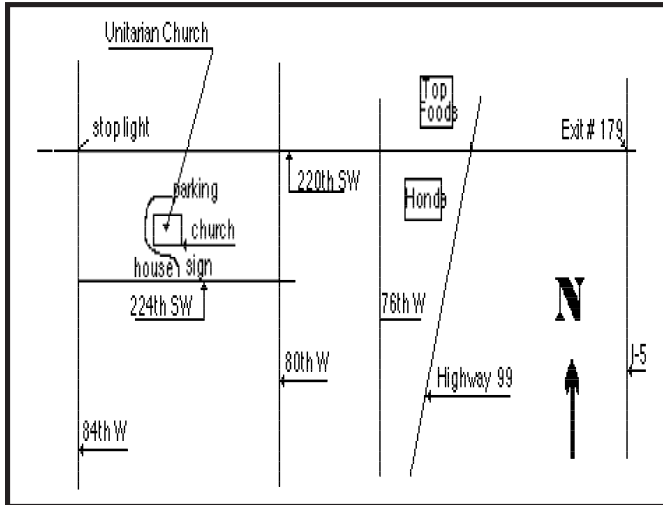 Unitarian Church
Top
Foods
stop light
Exit # 179
220th SW
parking
Honda
church
house
sign
224th SW
76th W
N
80th W
I-5
Highway 99
84th W